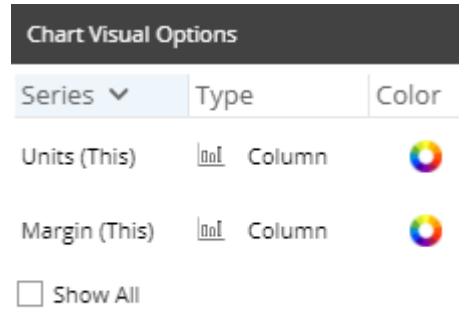 Chart Visual Options
Series Type Color
Units (This) Column
Margin (This) Column
Show All